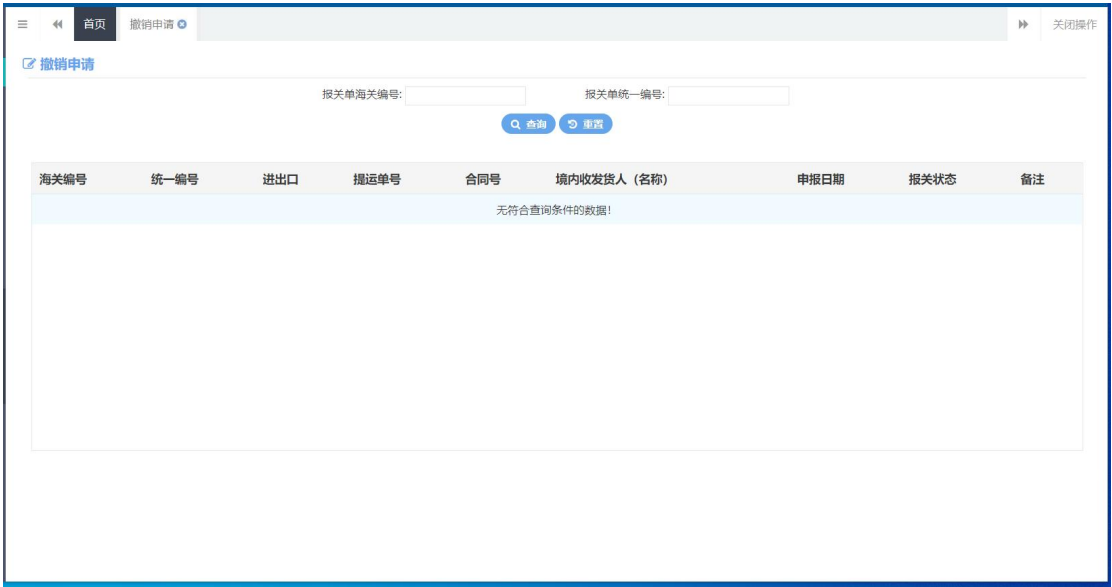 首页 撤销申请 关闭操作
撤销申请
报关单海关编号: 报关单统一编号:
查询 重置
海关编号 统一编号 进出口 提运单号 合同号 境内收发货人（名称） 申报日期 报关状态 备注
无符合查询条件的数据!